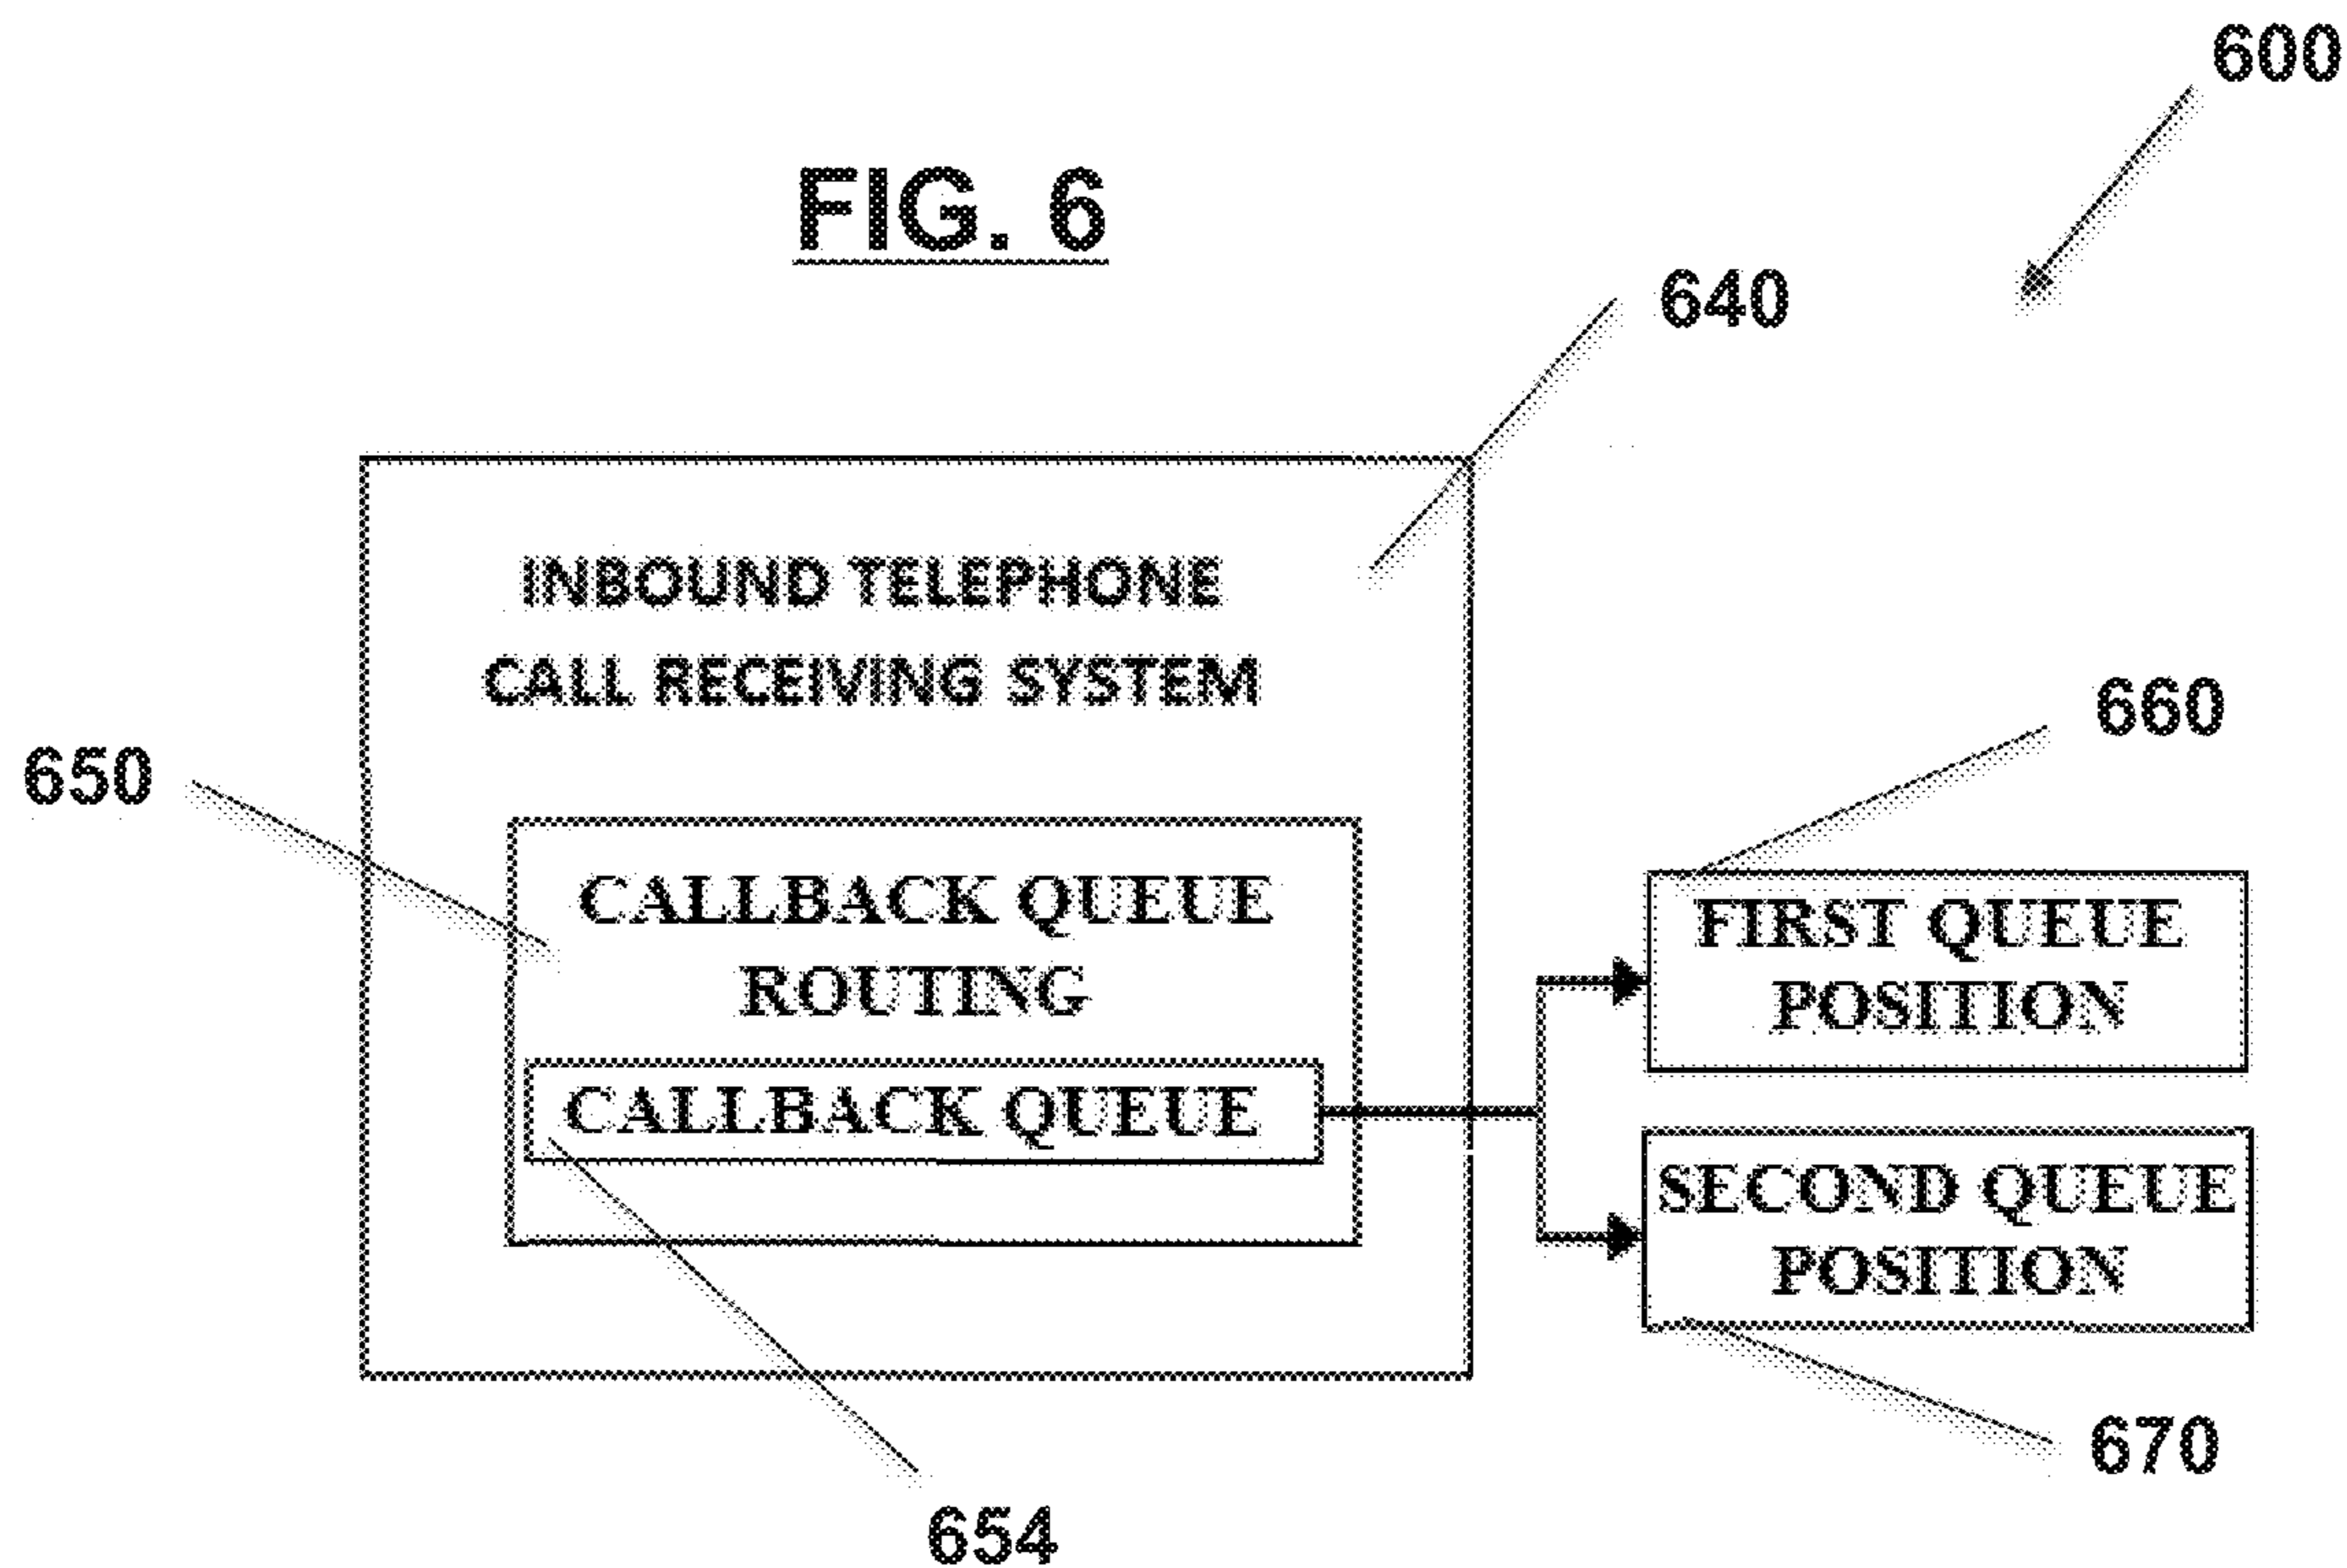 600
FIG. 6
640
INBOUND TELEPHONE
CALL RECEIVING SYSTEM
660
650
CALLBACK QUEUE
ROUTING
FIRST QUEUE
POSITION
CALLBACK QUEUE
SECOND QUEUE
POSITION
670
654